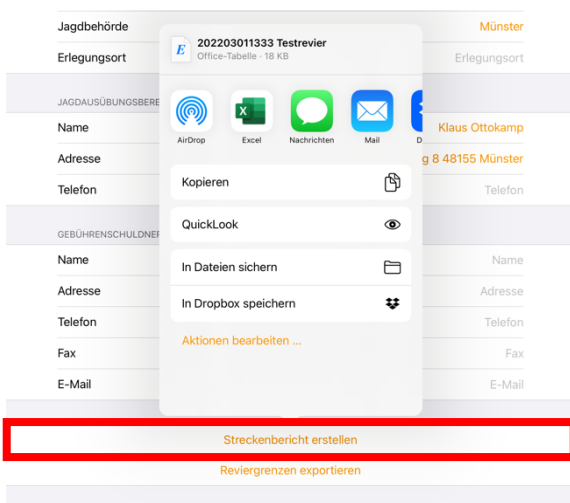 Jagdbehörde
Münster
Erlegungsort
Erlegungsort
JAGDAUSÜBUNGSBERE
Name
Klaus Ottokamp
Adresse
g 8 48155 Münster
Telefon
Telefon
GEBÜHRENSCHULDNER
Name
Name
Adresse
Adresse
Telefon
Telefon
Fax
Fax
E-Mail
E-Mail
E
202203011333 Testrevier
Office-Tabelle · 18 KB
AirDrop
Excel
Nachrichten
Mail
D
Kopieren
QuickLook
In Dateien sichern
In Dropbox speichern
Aktionen bearbeiten ...
Streckenbericht erstellen
Reviergrenzen exportieren